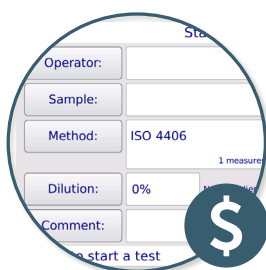 Sta
Operator:
Sample:
Method: ISO 4406
1 measure
Dilution: 0%
Comment:
start a test
$